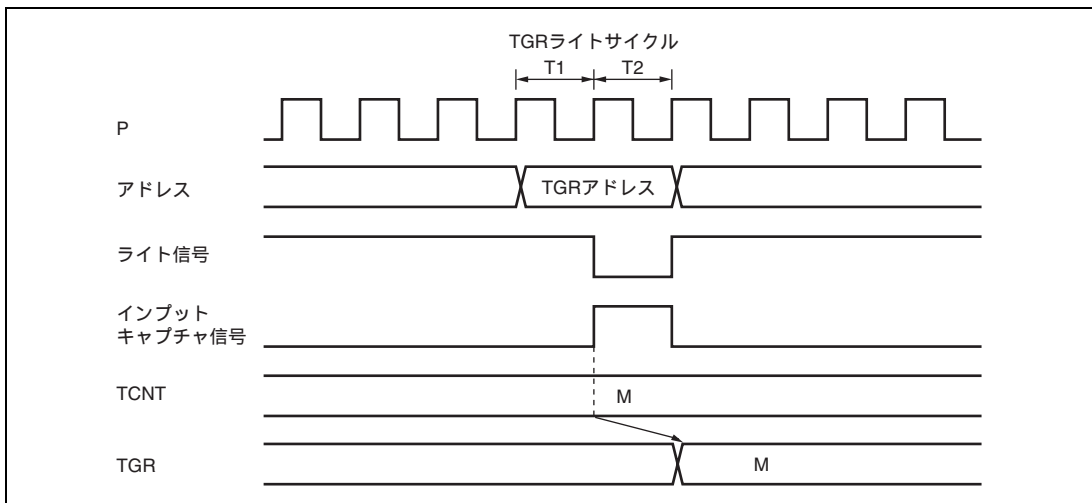 TGRライトサイクル
T1 T2
P
アドレス TGRアドレス
ライト信号
インプット
キャプチャ信号
TCNT M
TGR M